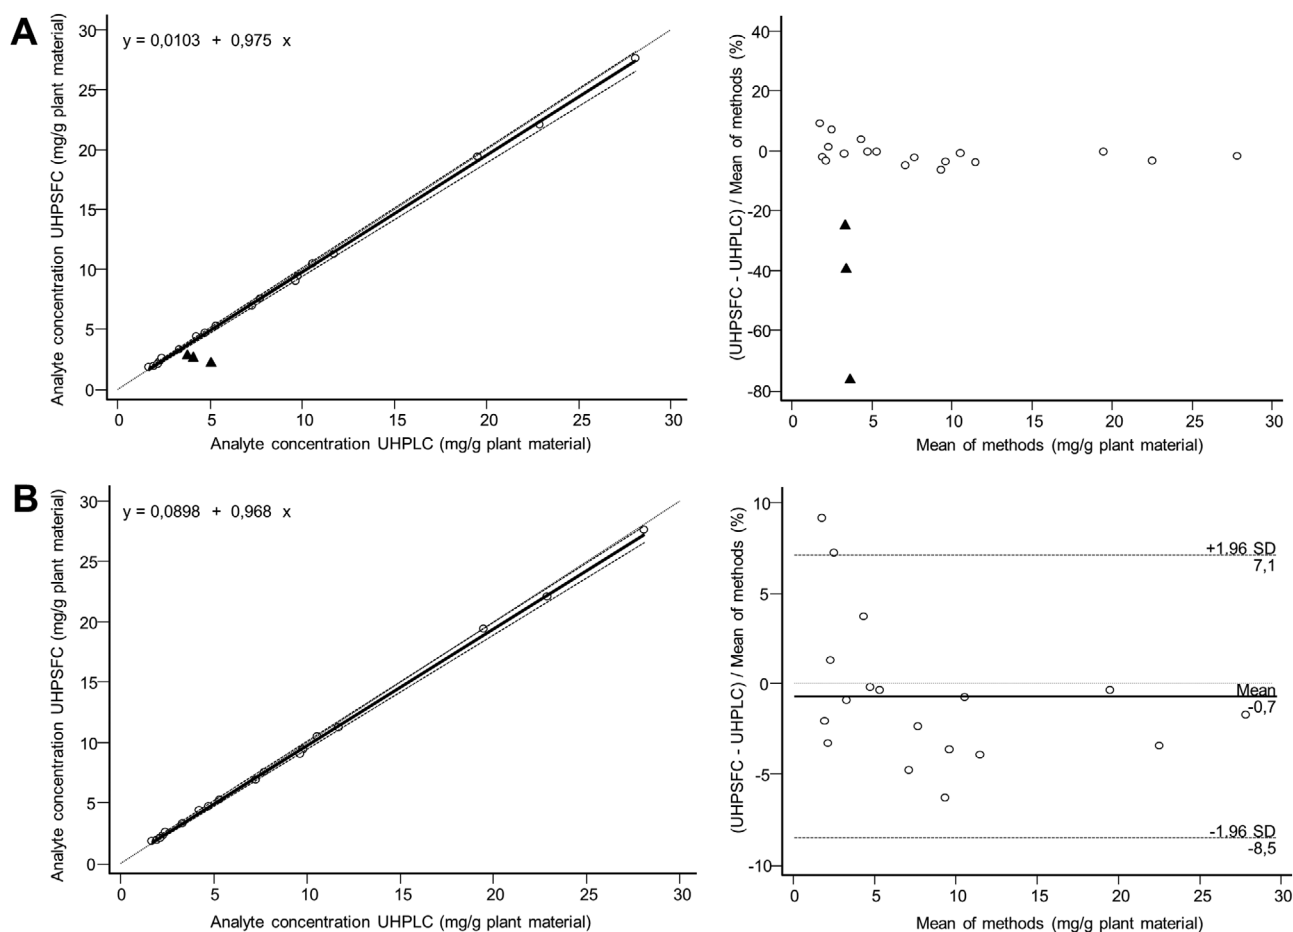 A
Analyte concentration UHPSFC (mg/g plant material)
y = 0,0103 + 0,975 x
30
25
20
15
10
5
0
0 5 10 15 20 25 30
Analyte concentration UHPLC (mg/g plant material)
(UHPSFC - UHPLC) / Mean of methods (%)
40
20
0
-20
-40
-60
-80
0 5 10 15 20 25 30
Mean of methods (mg/g plant material)
B
Analyte concentration UHPSFC (mg/g plant material)
y = 0,0898 + 0,968 x
30
25
20
15
10
5
0
0 5 10 15 20 25 30
Analyte concentration UHPLC (mg/g plant material)
(UHPSFC - UHPLC) / Mean of methods (%)
10
5
0
-5
-10
+1.96 SD
7,1
Mean
-0,7
-1.96 SD
-8,5
0 5 10 15 20 25 30
Mean of methods (mg/g plant material)